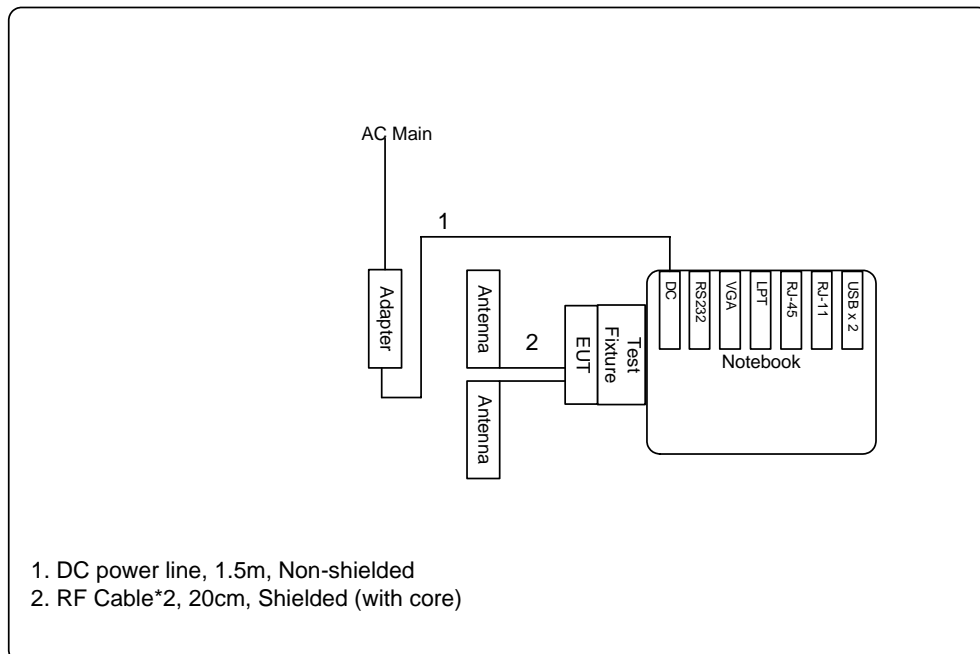 AC Main
1
Adapter
Antenna
2
Antenna
EUT
Test
Fixture
DC
RS232
VGA
LPT
RJ-45
RJ-11
USB x 2
Notebook
1. DC power line, 1.5m, Non-shielded
2. RF Cable*2, 20cm, Shielded (with core)